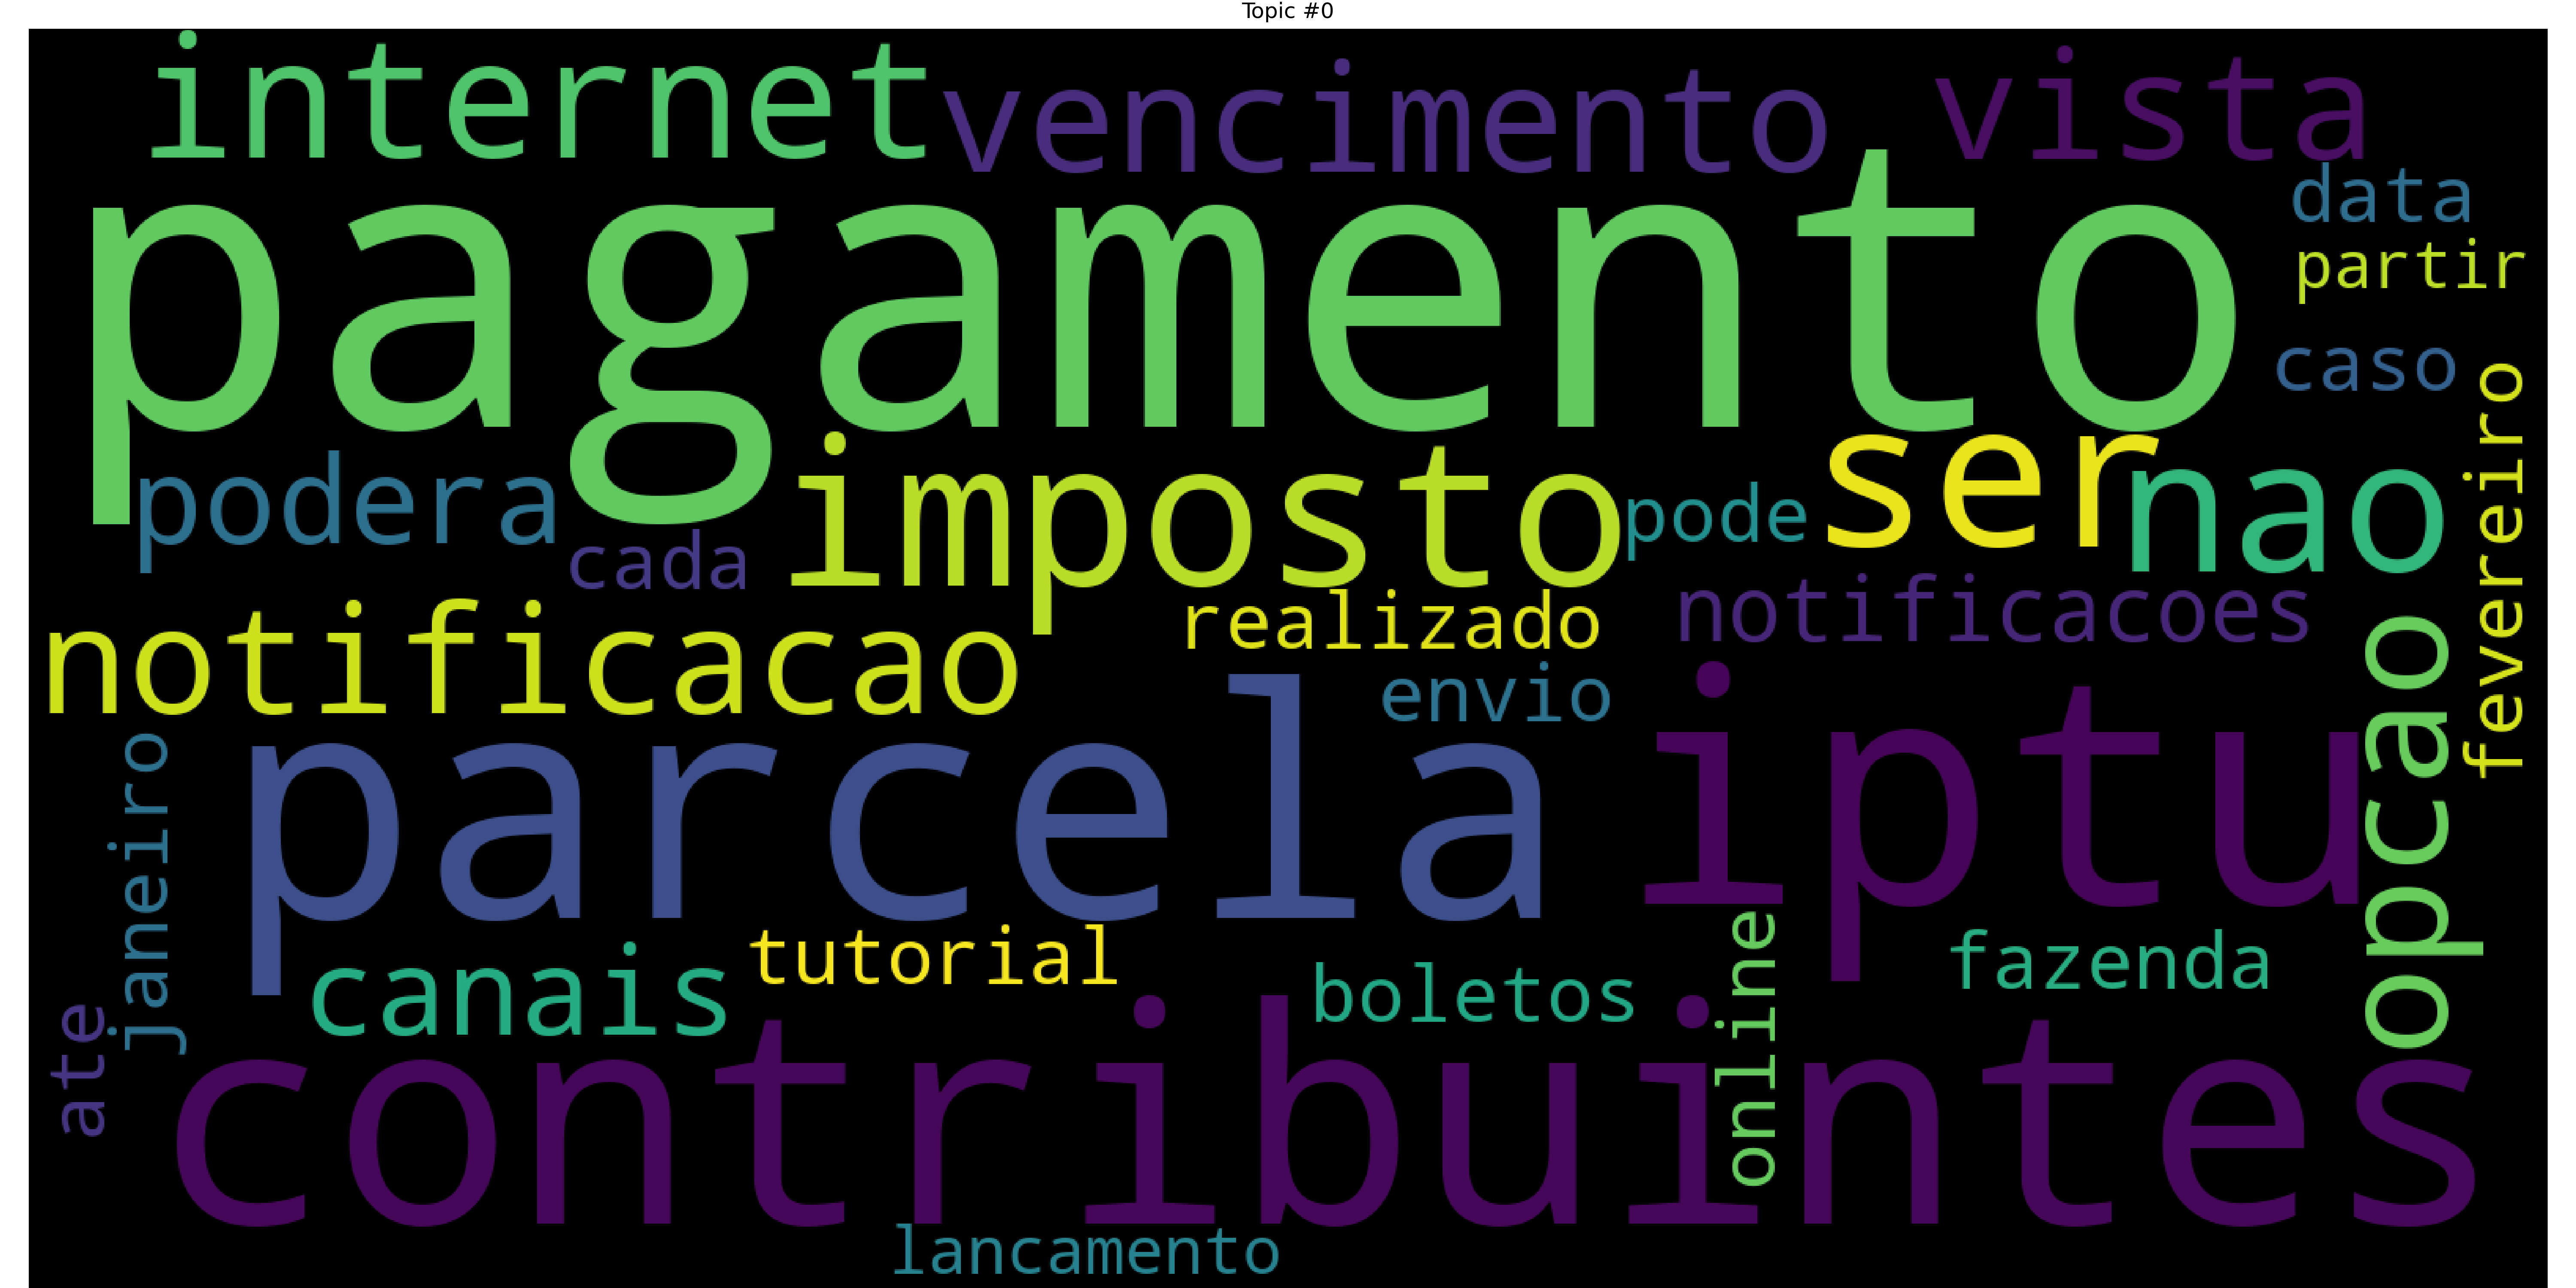 Topic #0
internet
vencimento
vista
data
partir
pagamento
caso
fevereiro
podera
cada
imposto
pode
ser
nao
notificacao
realizado
notificacoes
envio
opcao
janeiro
parcela
iptu
canais
tutorial
boletos
online
fazenda
ate
contribuintes
lancamento